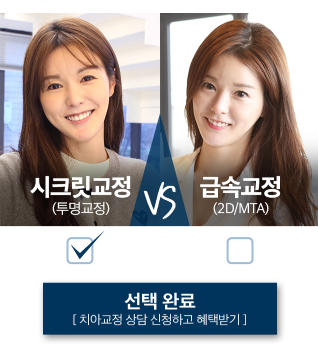 시크릿교정
(투명교정)
VS
급속교정
(2D/MTA)
선택 완료
[ 치아교정 상담 신청하고 혜택받기 ]